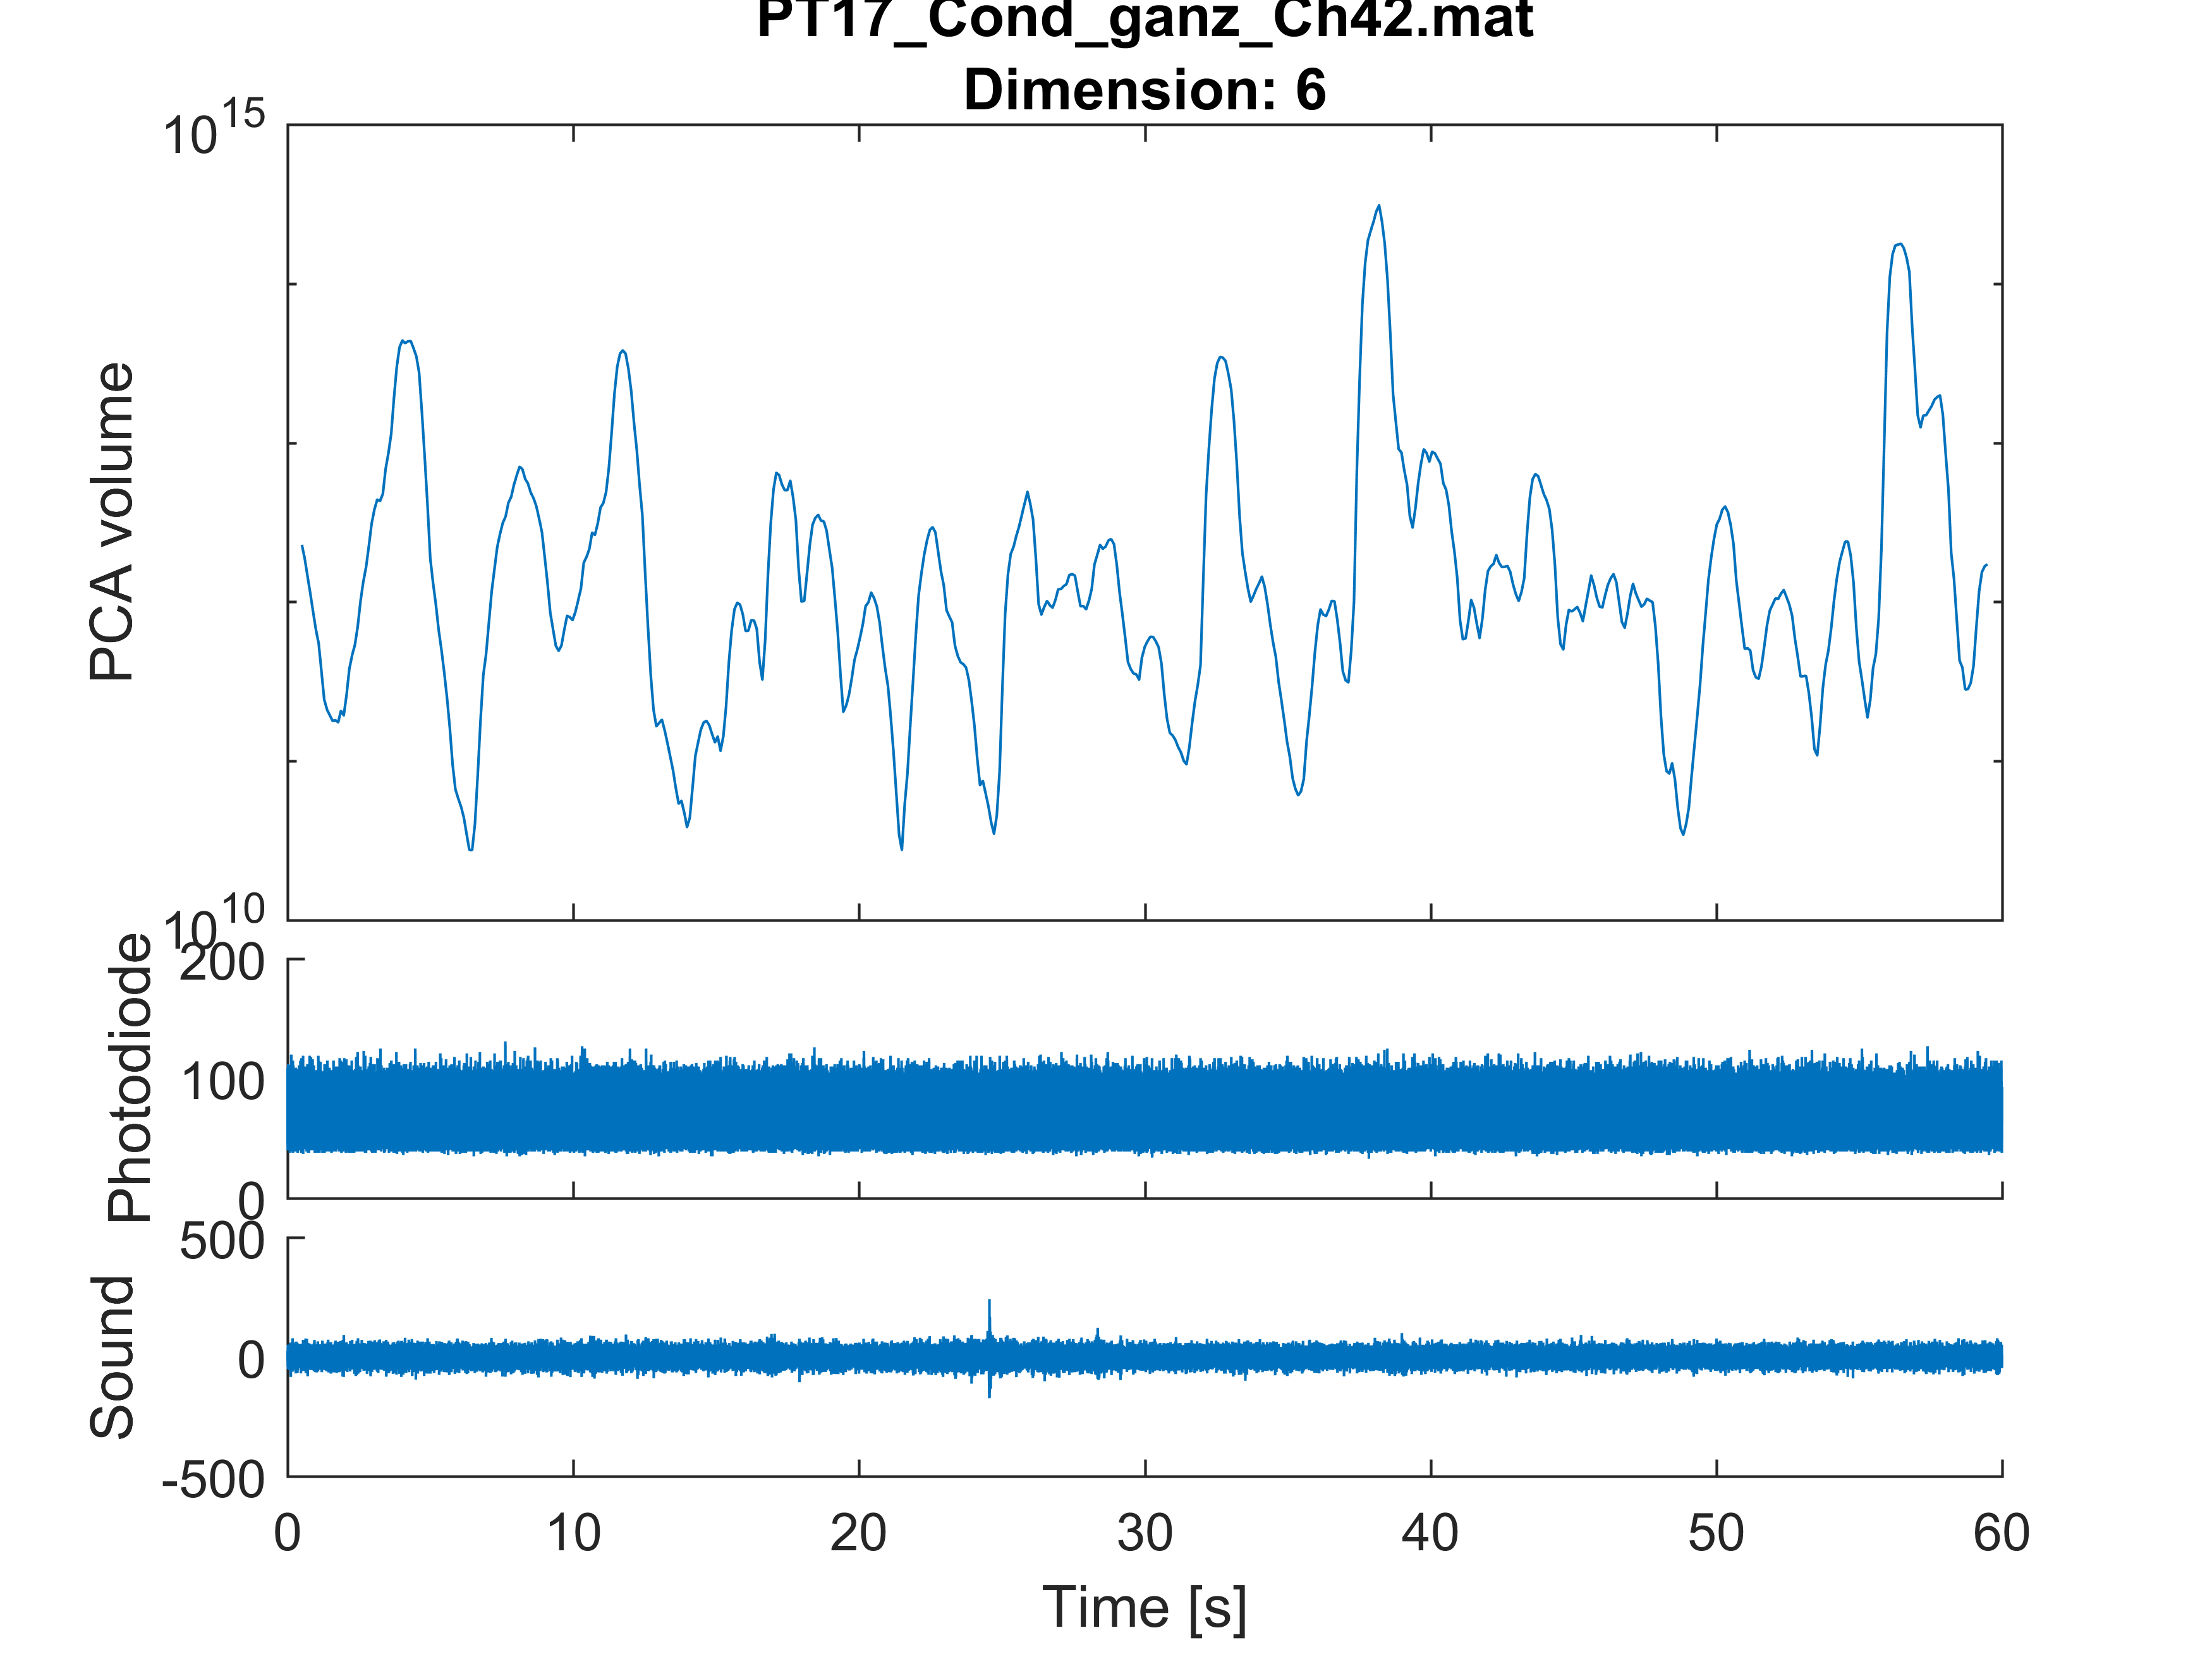 PT17_Cond_ganz_Ch42.mat
Dimension: 6
10^15
PCA volume
10^10
200
Photodiode
100
0
500
Sound
0
-500
0 10 20 30 40 50 60
Time [s]